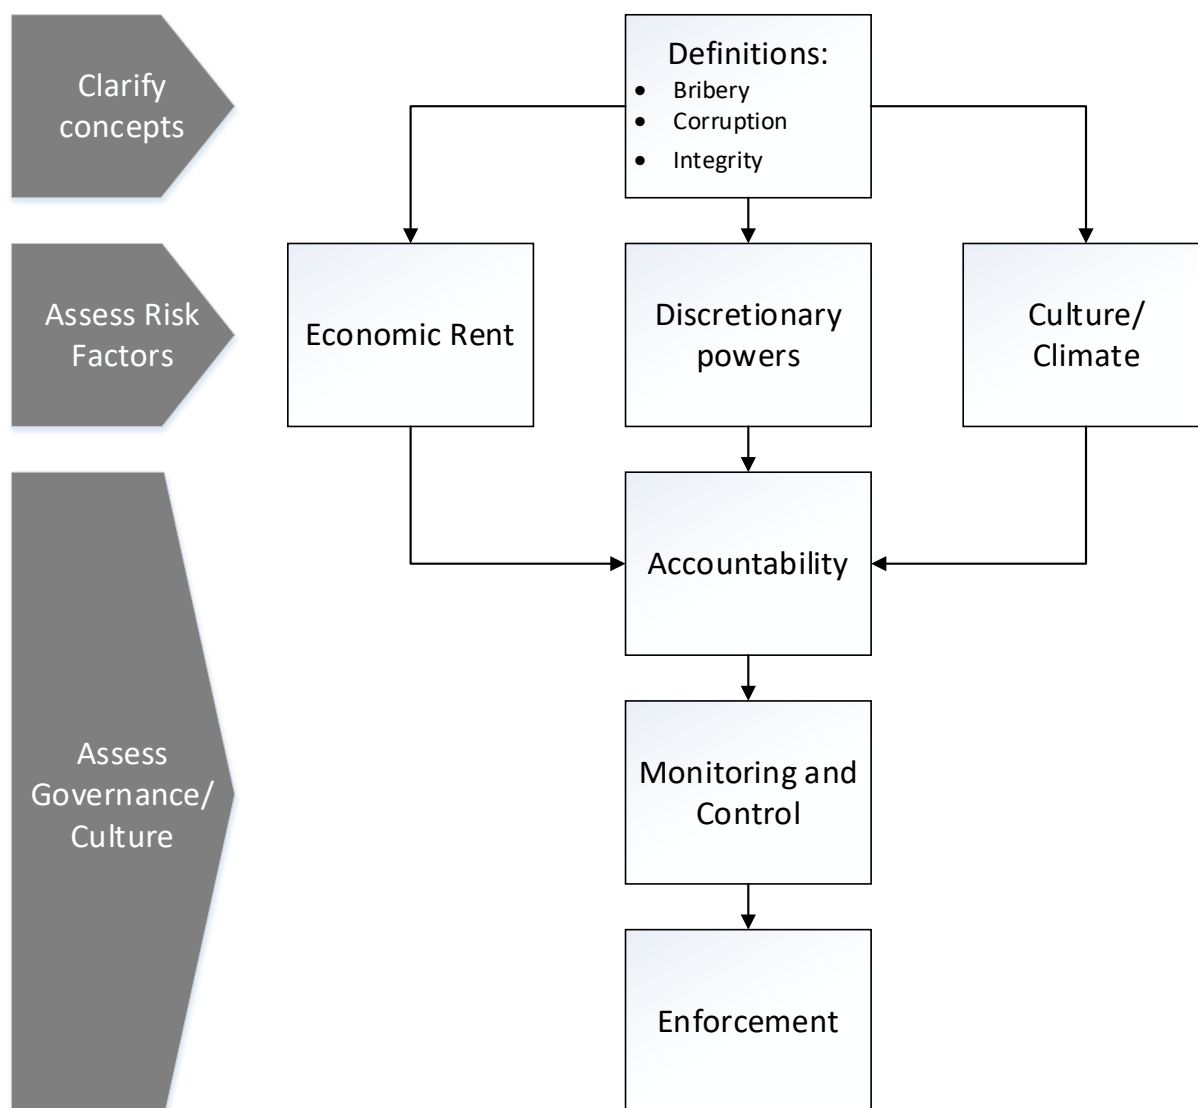 Clarify
concepts
Definitions:
• Bribery
• Corruption
• Integrity
Assess Risk
Factors
Economic Rent
Discretionary
powers
Culture/
Climate
Assess
Governance/
Culture
Accountability
Monitoring and
Control
Enforcement